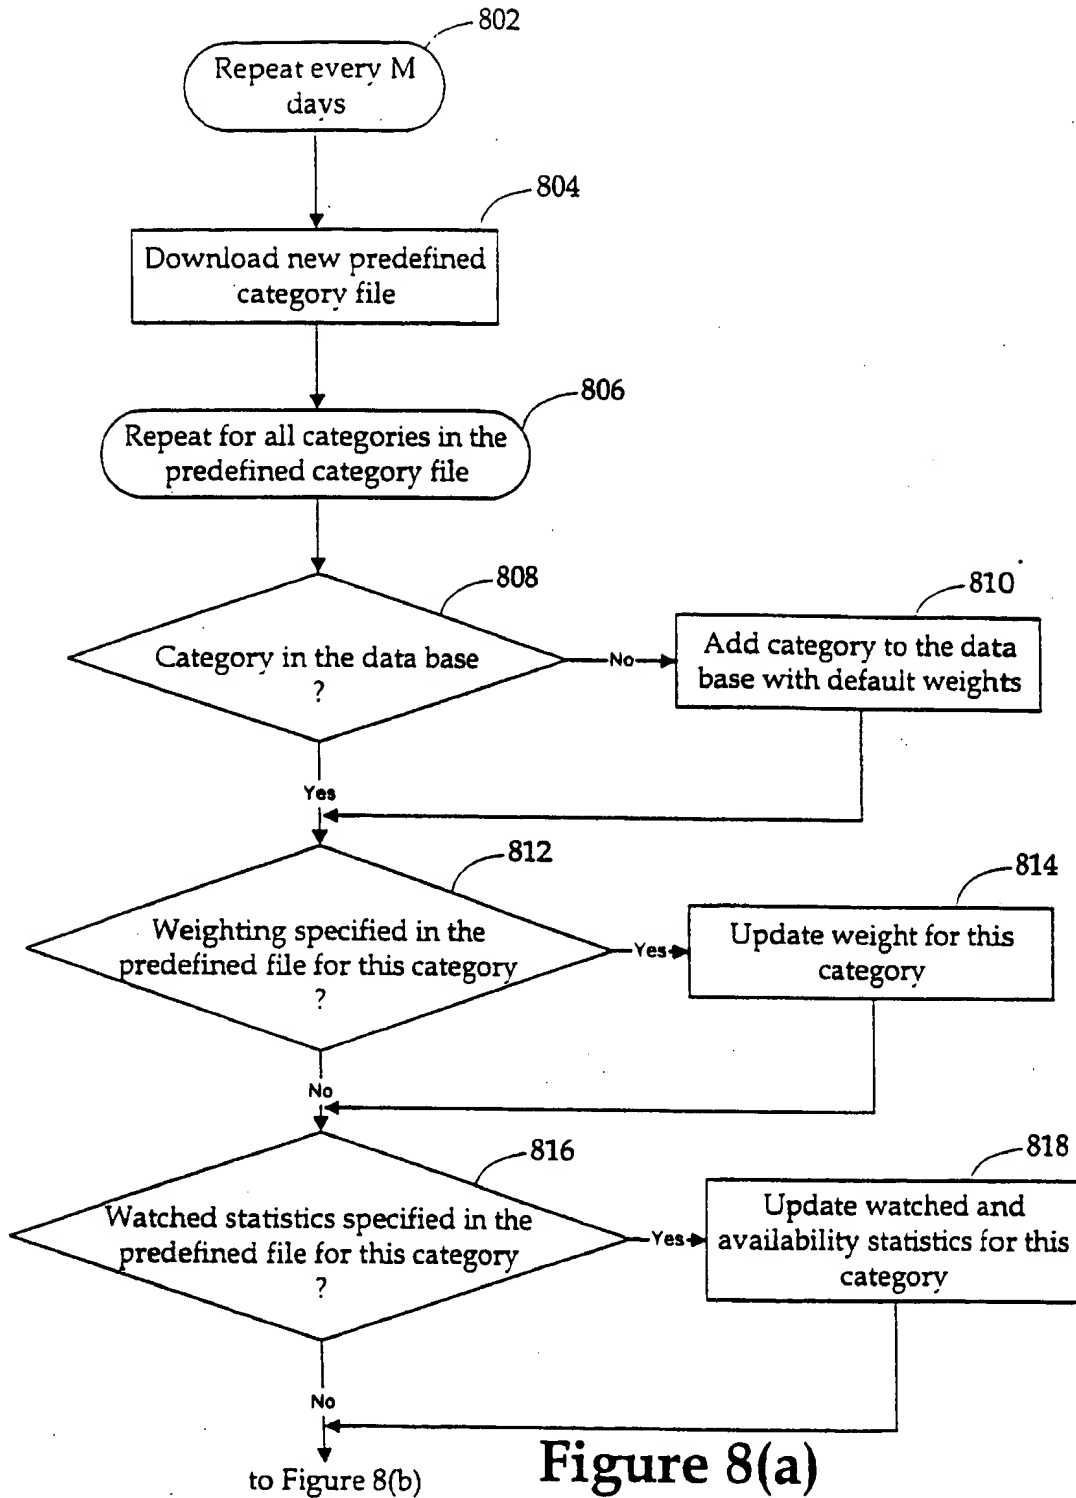 802
Repeat every M
days
804
Download new predefined
category file
806
Repeat for all categories in the
predefined category file
808
Category in the data base
?
No
810
Add category to the data
base with default weights
Yes
812
Weighting specified in the
predefined file for this category
?
Yes
814
Update weight for this
category
No
816
Watched statistics specified in the
predefined file for this category
?
Yes
818
Update watched and
availability statistics for this
category
No
to Figure 8(b)
Figure 8(a)